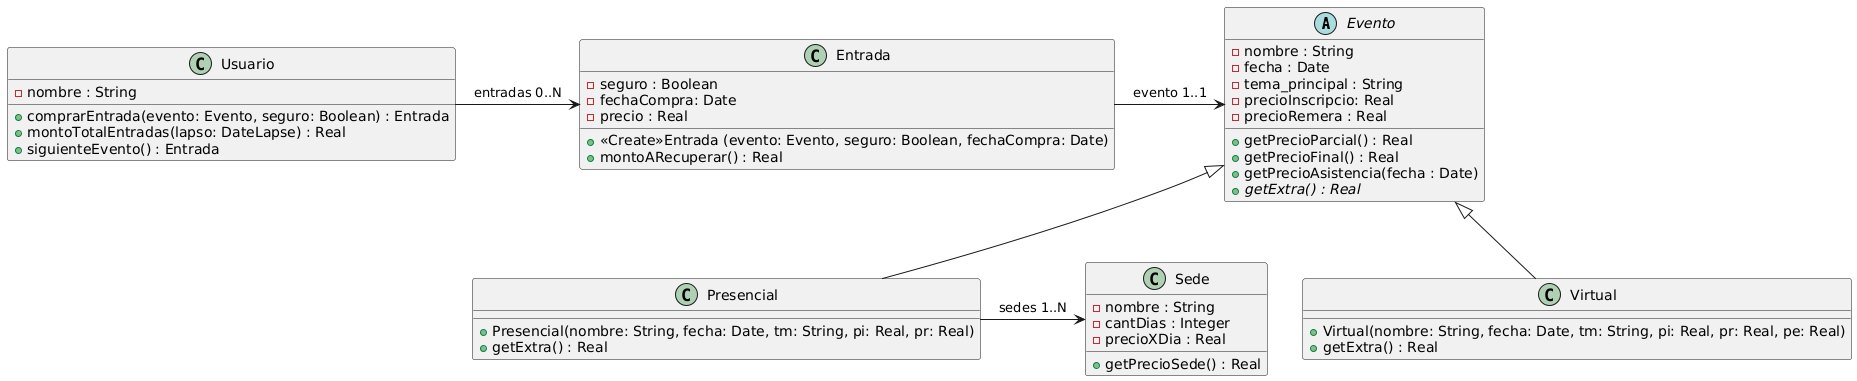 C Usuario
nombre : String
comprarEntrada(evento: Evento, seguro: Boolean) : Entrada
montoTotalEntradas(lapso: DateLapse) : Real
siguienteEvento() : Entrada
entradas 0..N
C Entrada
seguro : Boolean
fechaCompra: Date
precio : Real
«Create»Entrada (evento: Evento, seguro: Boolean, fechaCompra: Date)
montoARecuperar() : Real
evento 1..1
A Evento
nombre : String
fecha : Date
tema_principal : String
precioInscripcio: Real
precioRemera : Real
getPrecioParcial() : Real
getPrecioFinal() : Real
getPrecioAsistencia(fecha : Date)
getExtra() : Real
C Presencial
Presencial(nombre: String, fecha: Date, tm: String, pi: Real, pr: Real)
getExtra() : Real
sedes 1..N
C Sede
nombre : String
cantDias : Integer
precioXDia : Real
getPrecioSede() : Real
C Virtual
Virtual(nombre: String, fecha: Date, tm: String, pi: Real, pr: Real, pe: Real)
getExtra() : Real